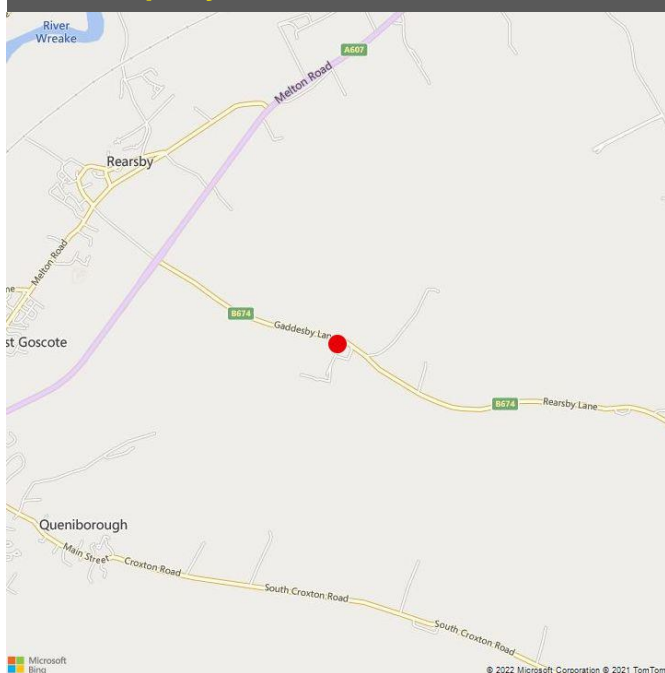 River
Wreake
A607
Melton Road
Rearsby
Melton Road
B674
Gaddesby Lane
st Goscote
B674
Rearsby Lane
Queniborough
Main Street
Croxton Road
South Croxton Road
South Croxton Road
Microsoft
Bing
© 2022 Microsoft Corporation © 2021 TomTom